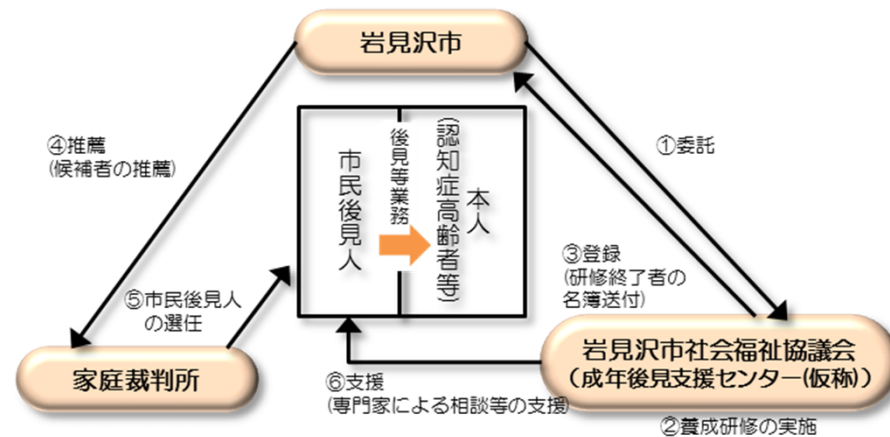 岩見沢市
④推薦
(候補者の推薦)
①委託
市民後見人
後見等業務
本人
(認知症高齢者等)
③登録
(研修終了者の
名簿送付)
⑤市民後見人
の選任
家庭裁判所
岩見沢市社会福祉協議会
(成年後見支援センター(仮称))
⑥支援
(専門家による相談等の支援)
②養成研修の実施